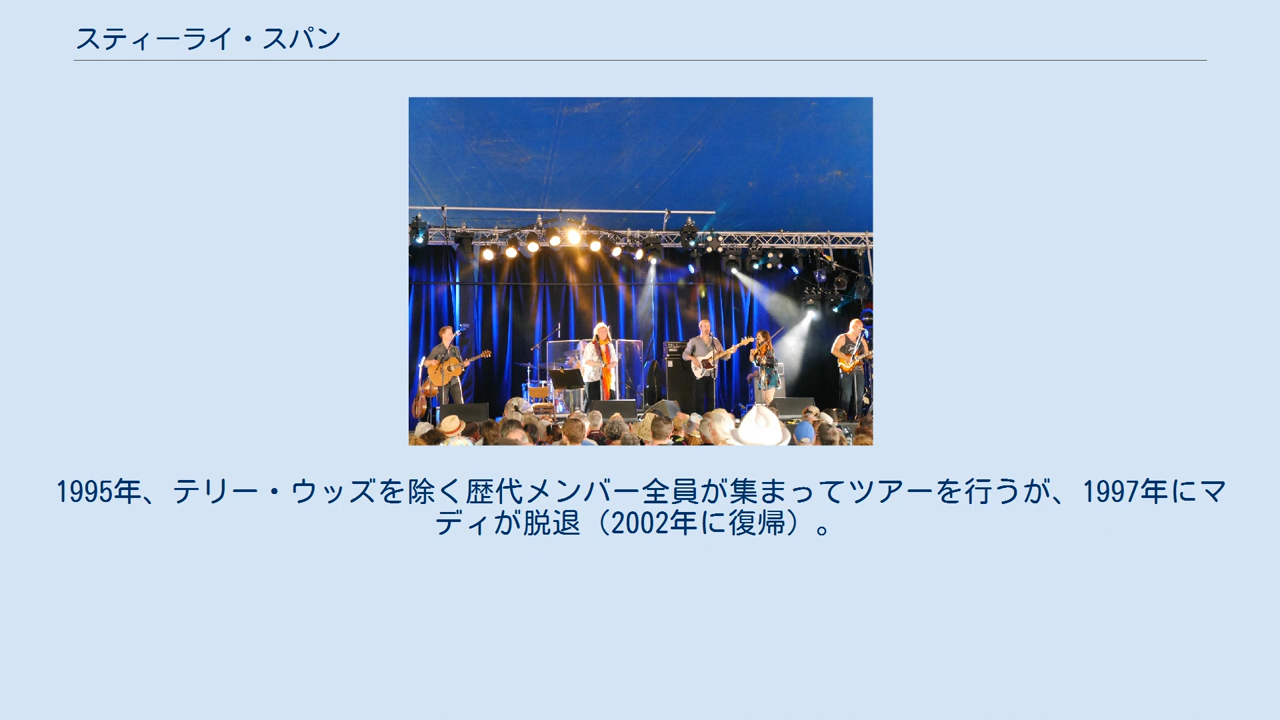 スティーライ・スパン
1995年、テリー・ウッズを除く歴代メンバー全員が集まってツアーを行うが、1997年にマ
ディが脱退（2002年に復帰）。